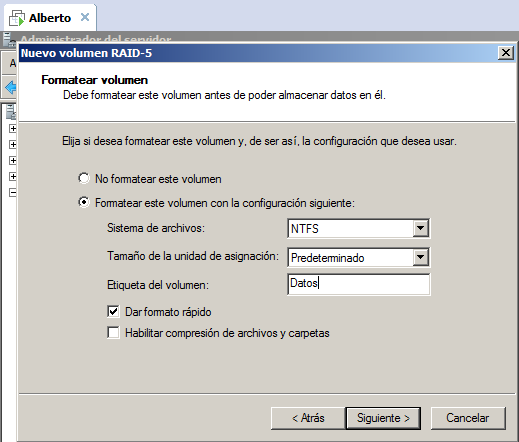 Alberto
Administrador del servidor
Nuevo volumen RAID-5
A
Formatear volumen
Debe formatear este volumen antes de poder almacenar datos en él.
Elija si desea formatear este volumen y, de ser así, la configuración que desea usar.
No formatear este volumen
Formatear este volumen con la configuración siguiente:
Sistema de archivos: NTFS
Tamaño de la unidad de asignación: Predeterminado
Etiqueta del volumen: Datos
Dar formato rápido
Habilitar compresión de archivos y carpetas
< Atrás Siguiente > Cancelar